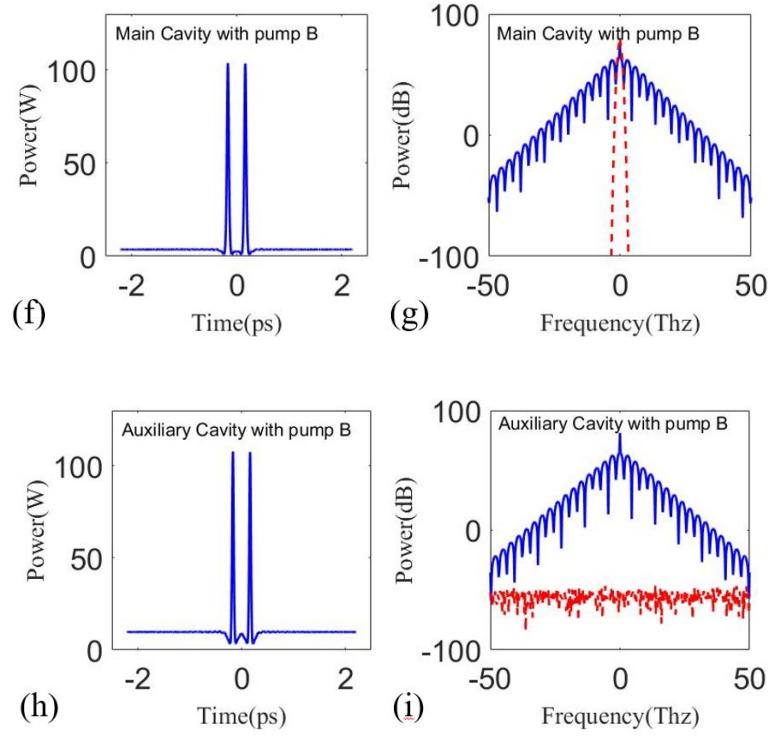 Main Cavity with pump B
100
50
0
Power(W)
-2 0 2
Time(ps)
(f)
Main Cavity with pump B
100
0
-100
Power(dB)
-50 0 50
Frequency(Thz)
(g)
Auxiliary Cavity with pump B
100
50
0
Power(W)
-2 0 2
Time(ps)
(h)
Auxiliary Cavity with pump B
100
0
-100
Power(dB)
-50 0 50
Frequency(Thz)
(i)